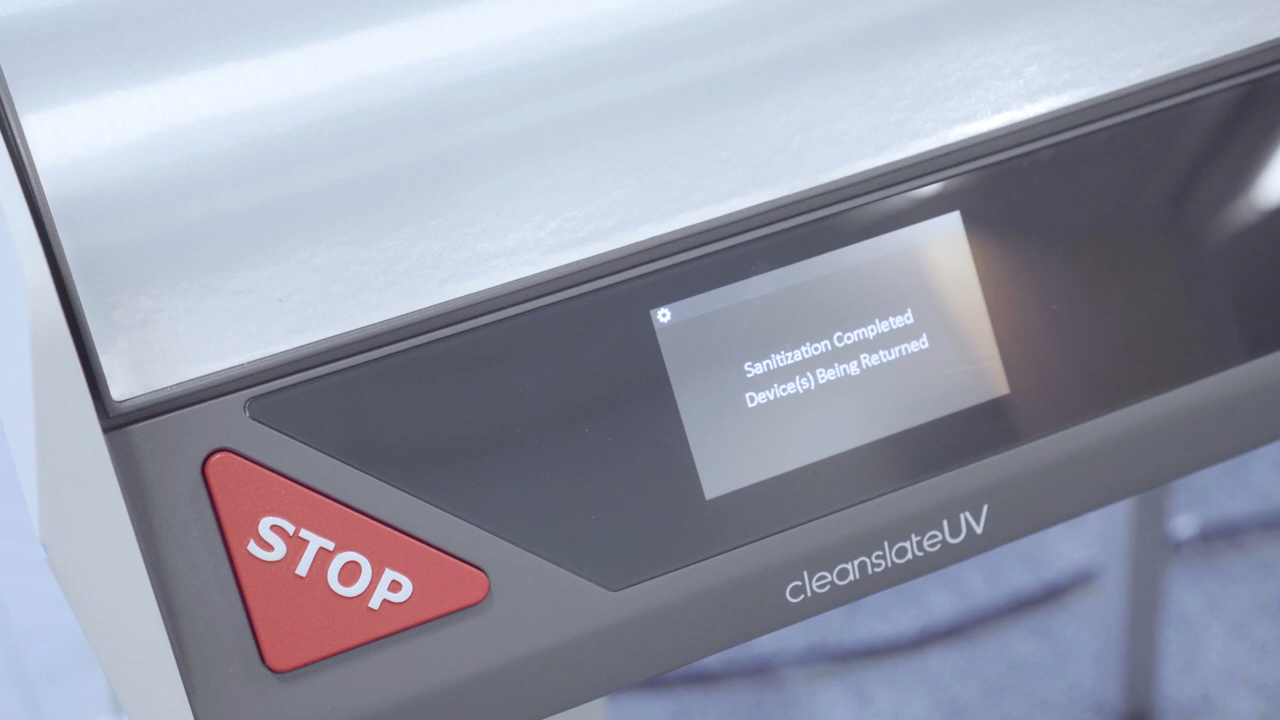 Sanitization Completed
Device(s) Being Returned
STOP
cleanslateUV